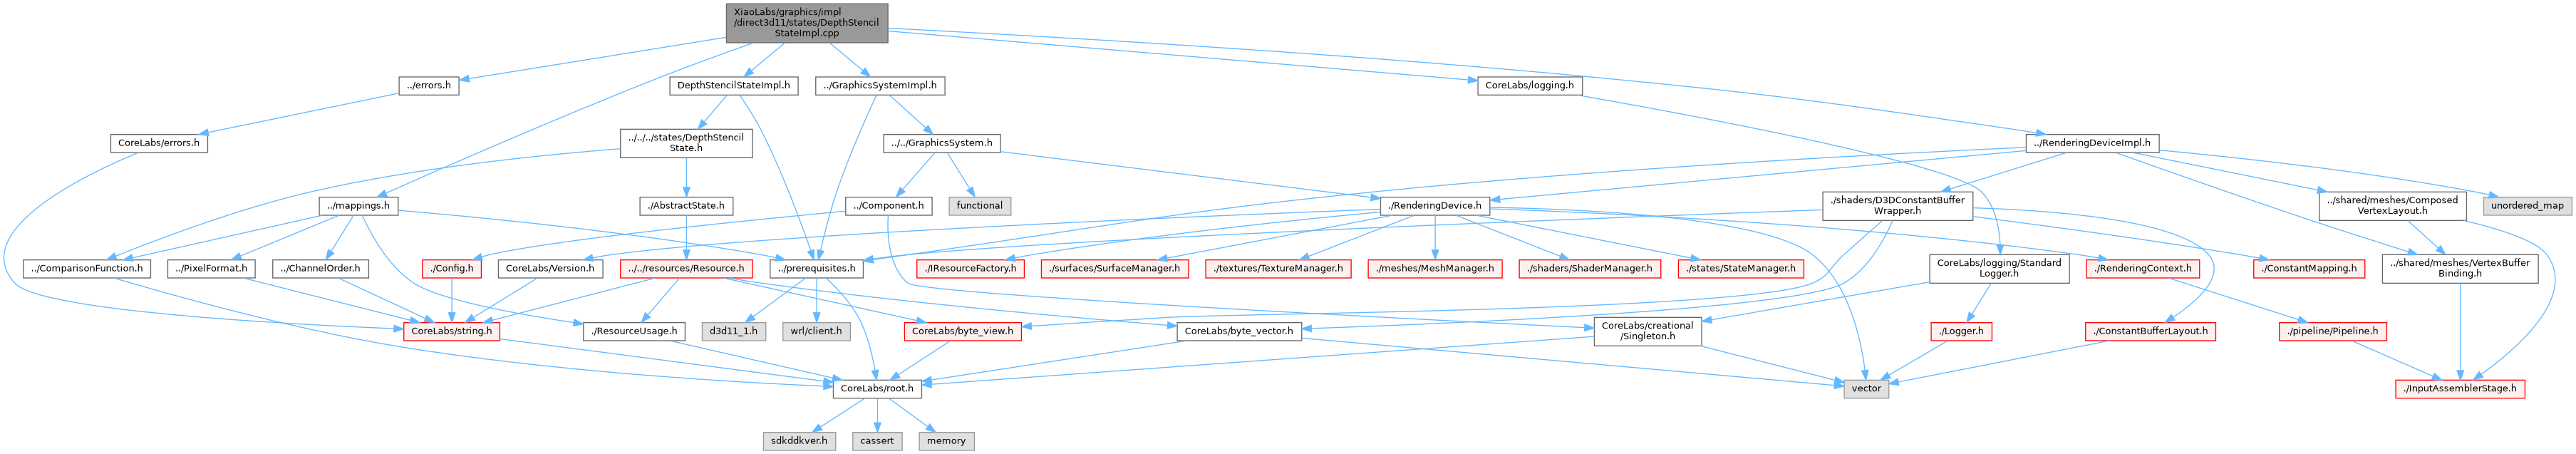 XiaoLabs/graphics/impl
/direct3d11/states/DepthStencil
StateImpl.cpp
../errors.h
DepthStencilStateImpl.h
../GraphicsSystemImpl.h
CoreLabs/logging.h
CoreLabs/errors.h
../../../states/DepthStencil
State.h
../../GraphicsSystem.h
../RenderingDeviceImpl.h
../mappings.h
./AbstractState.h
../Component.h
functional
./RenderingDevice.h
./shaders/D3DConstantBuffer
Wrapper.h
../shared/meshes/Composed
VertexLayout.h
unordered_map
../ComparisonFunction.h
../PixelFormat.h
../ChannelOrder.h
./Config.h
CoreLabs/Version.h
../../resources/Resource.h
../prerequisites.h
./IResourceFactory.h
./surfaces/SurfaceManager.h
./textures/TextureManager.h
./meshes/MeshManager.h
./shaders/ShaderManager.h
./states/StateManager.h
CoreLabs/logging/Standard
Logger.h
./RenderingContext.h
./ConstantMapping.h
../shared/meshes/VertexBuffer
Binding.h
CoreLabs/string.h
./ResourceUsage.h
d3d11_1.h
wrl/client.h
CoreLabs/byte_view.h
CoreLabs/byte_vector.h
CoreLabs/creational
/Singleton.h
./Logger.h
./ConstantBufferLayout.h
./pipeline/Pipeline.h
CoreLabs/root.h
vector
./InputAssemblerStage.h
sdkddkver.h
cassert
memory